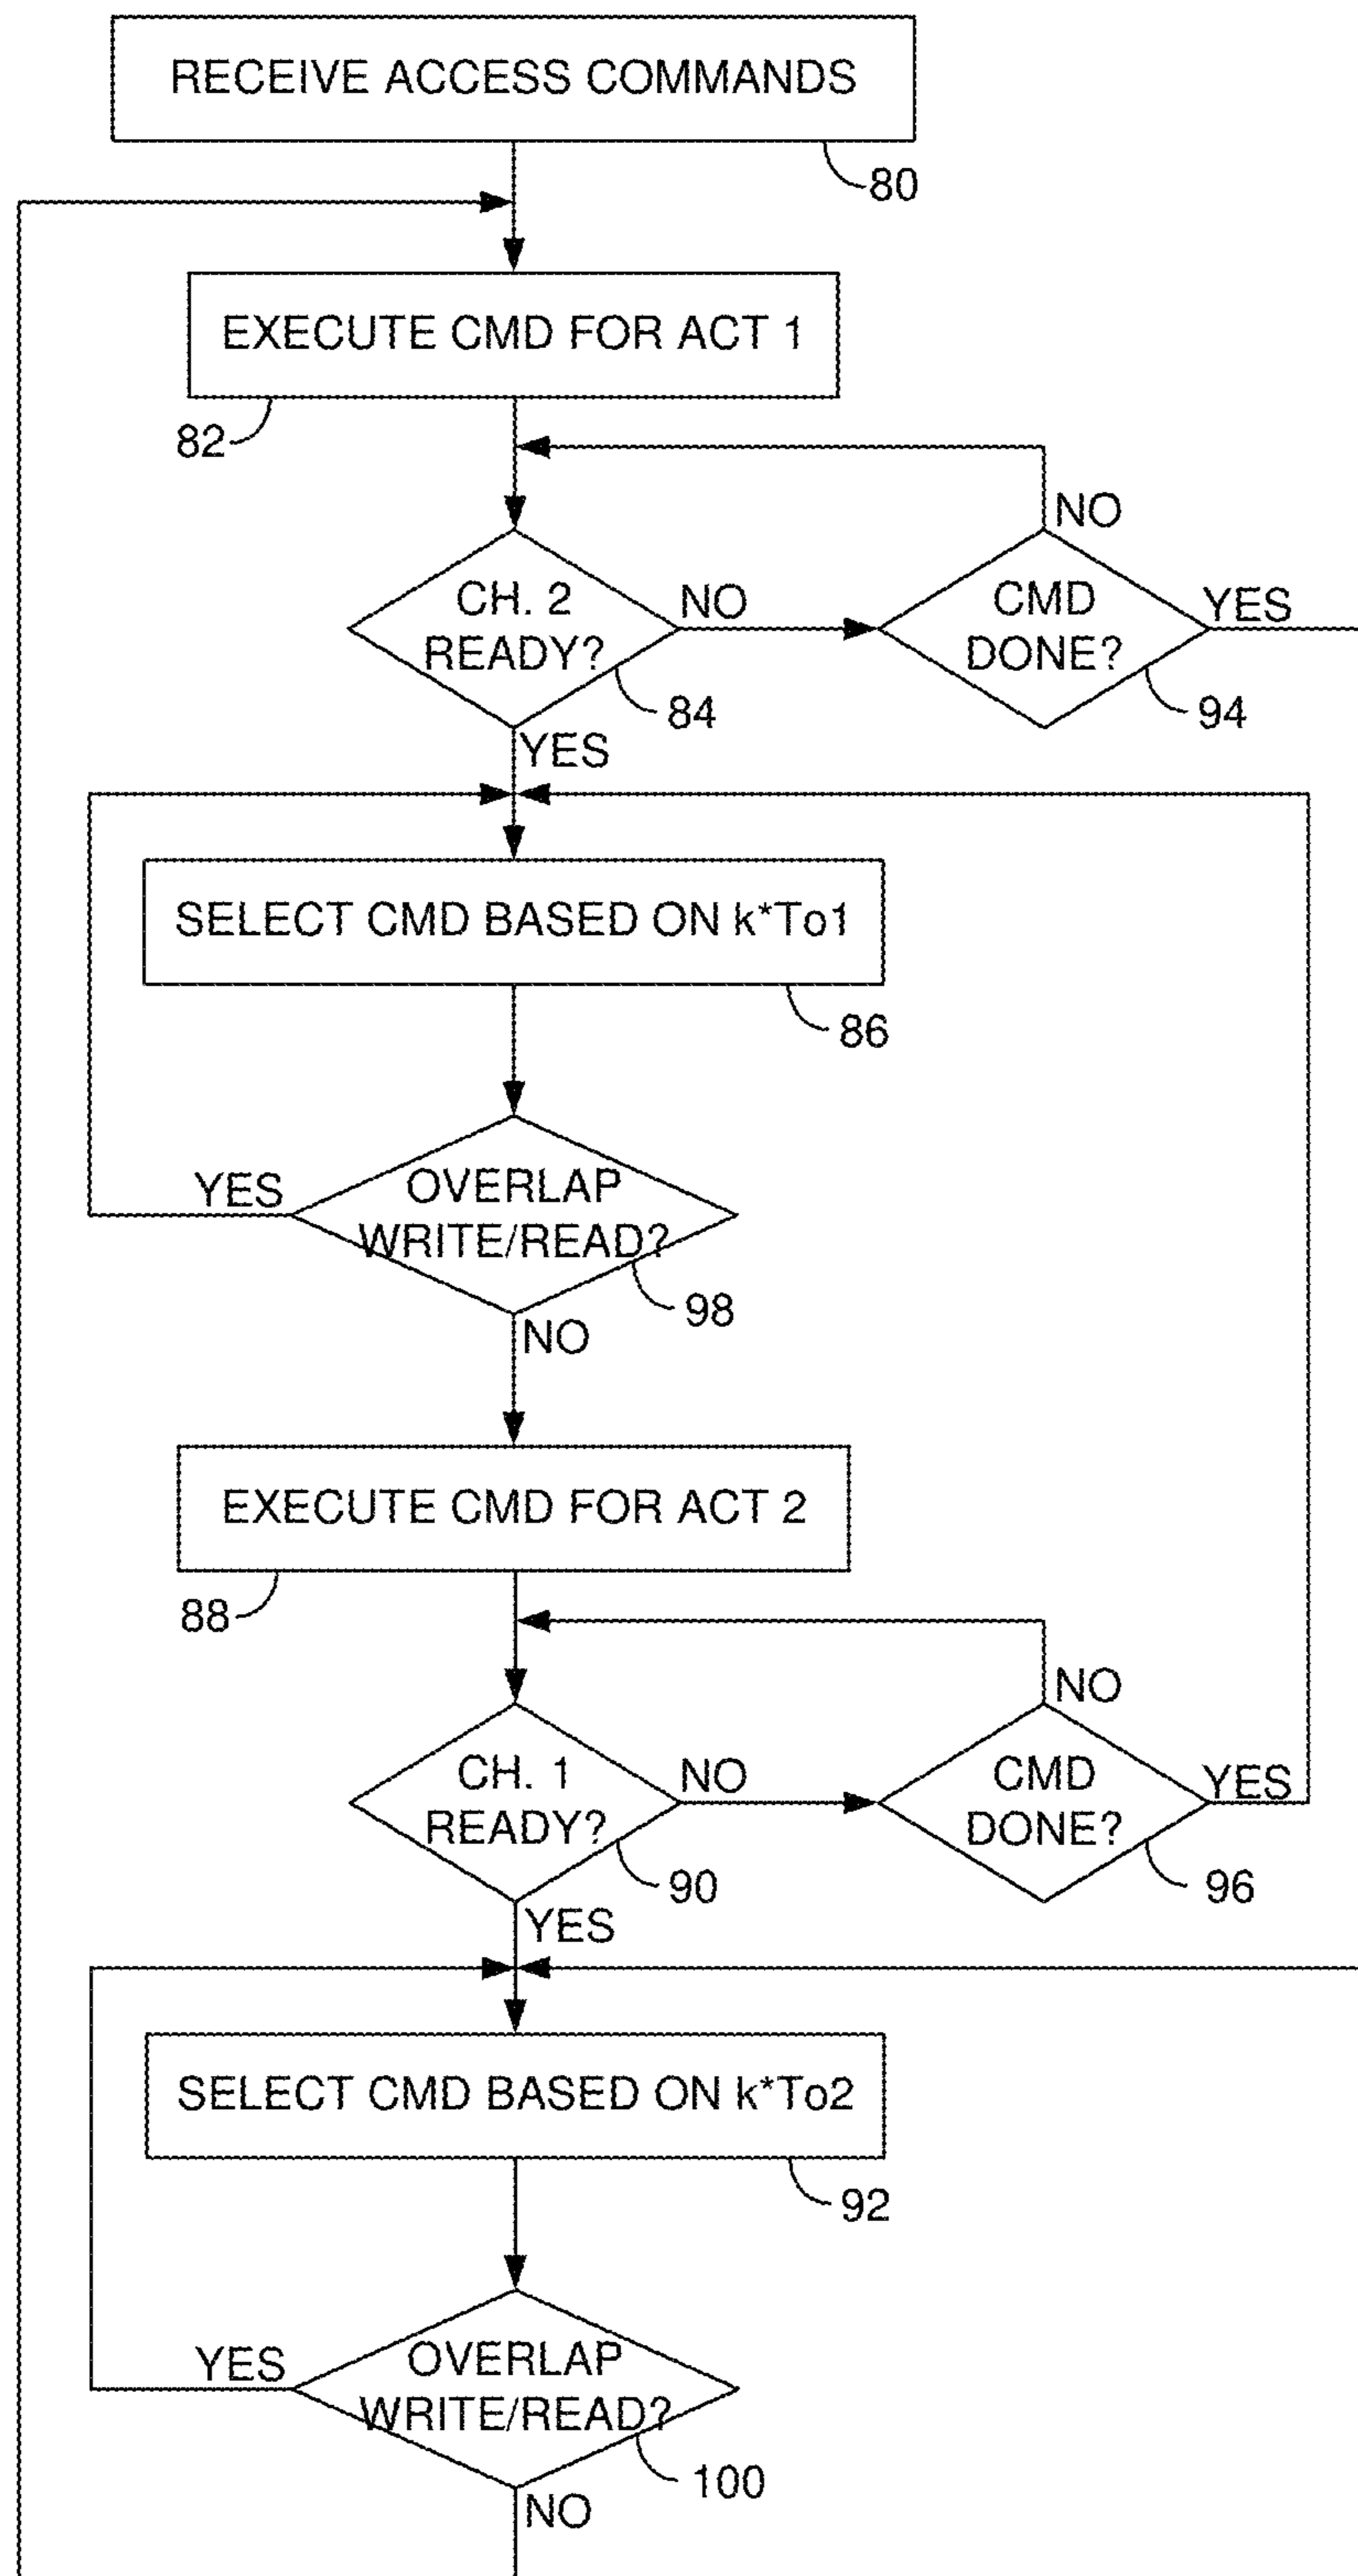 RECEIVE ACCESS COMMANDS
80
EXECUTE CMD FOR ACT 1
82
NO
CH. 2
READY?
NO
CMD
DONE?
YES
84
94
YES
SELECT CMD BASED ON k*To1
86
YES
OVERLAP
WRITE/READ?
98
NO
EXECUTE CMD FOR ACT 2
88
NO
CH. 1
READY?
NO
CMD
DONE?
YES
90
96
YES
SELECT CMD BASED ON k*To2
92
YES
OVERLAP
WRITE/READ?
100
NO